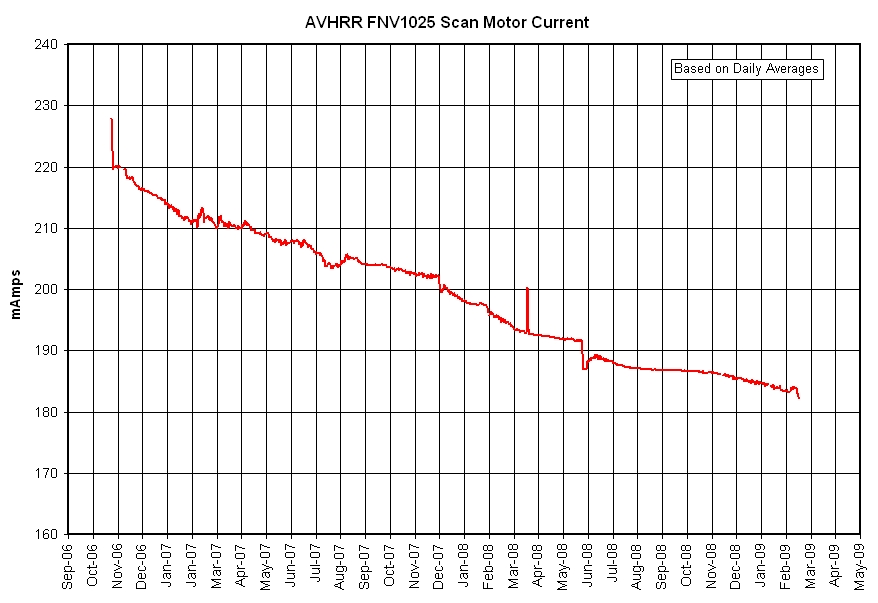 AVHRR FNV1025 Scan Motor Current
Based on Daily Averages
mAmps
240
230
220
210
200
190
180
170
160
Sep-06
Oct-06
Nov-06
Dec-06
Jan-07
Jan-07
Mar-07
Apr-07
May-07
Jun-07
Jul-07
Aug-07
Sep-07
Oct-07
Nov-07
Dec-07
Jan-08
Feb-08
Mar-08
Apr-08
May-08
Jun-08
Jul-08
Aug-08
Sep-08
Oct-08
Nov-08
Dec-08
Jan-09
Feb-09
Mar-09
Apr-09
May-09